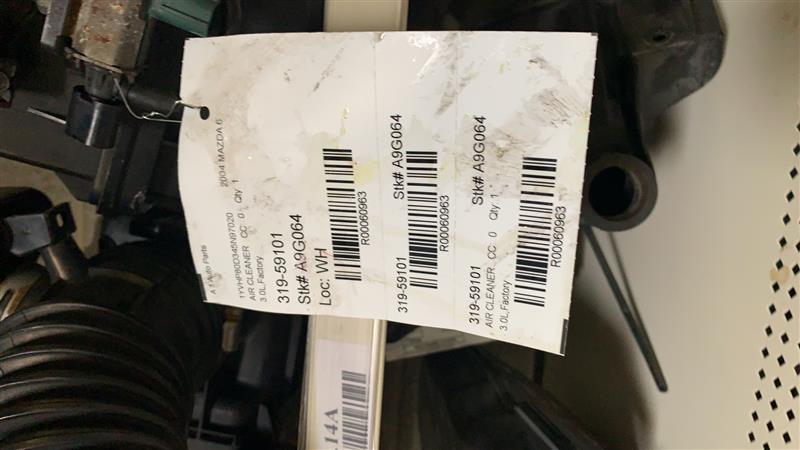 A 1 Auto Parts
1YVHP80D345N97020 2004 MAZDA 6
AIR CLEANER CC 0 Qty 1
3.0L,Factory
319-59101
Stk# A9G064
Loc: WH
R00060963
Stk# A9G064
319-59101
R00060963
Stk# A9G064
319-59101
AIR CLEANER CC 0 Qty 1
3.0L,Factory
R00060963
14A